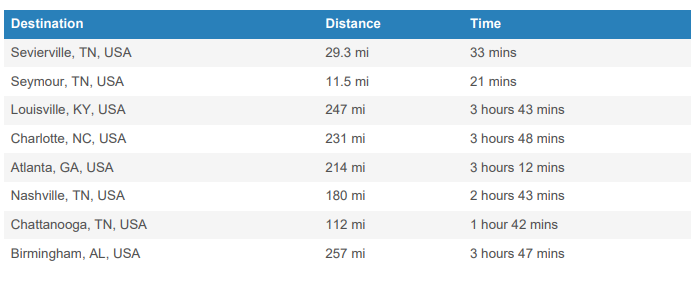 Destination Distance Time
Sevierville, TN, USA 29.3 mi 33 mins
Seymour, TN, USA 11.5 mi 21 mins
Louisville, KY, USA 247 mi 3 hours 43 mins
Charlotte, NC, USA 231 mi 3 hours 48 mins
Atlanta, GA, USA 214 mi 3 hours 12 mins
Nashville, TN, USA 180 mi 2 hours 43 mins
Chattanooga, TN, USA 112 mi 1 hour 42 mins
Birmingham, AL, USA 257 mi 3 hours 47 mins